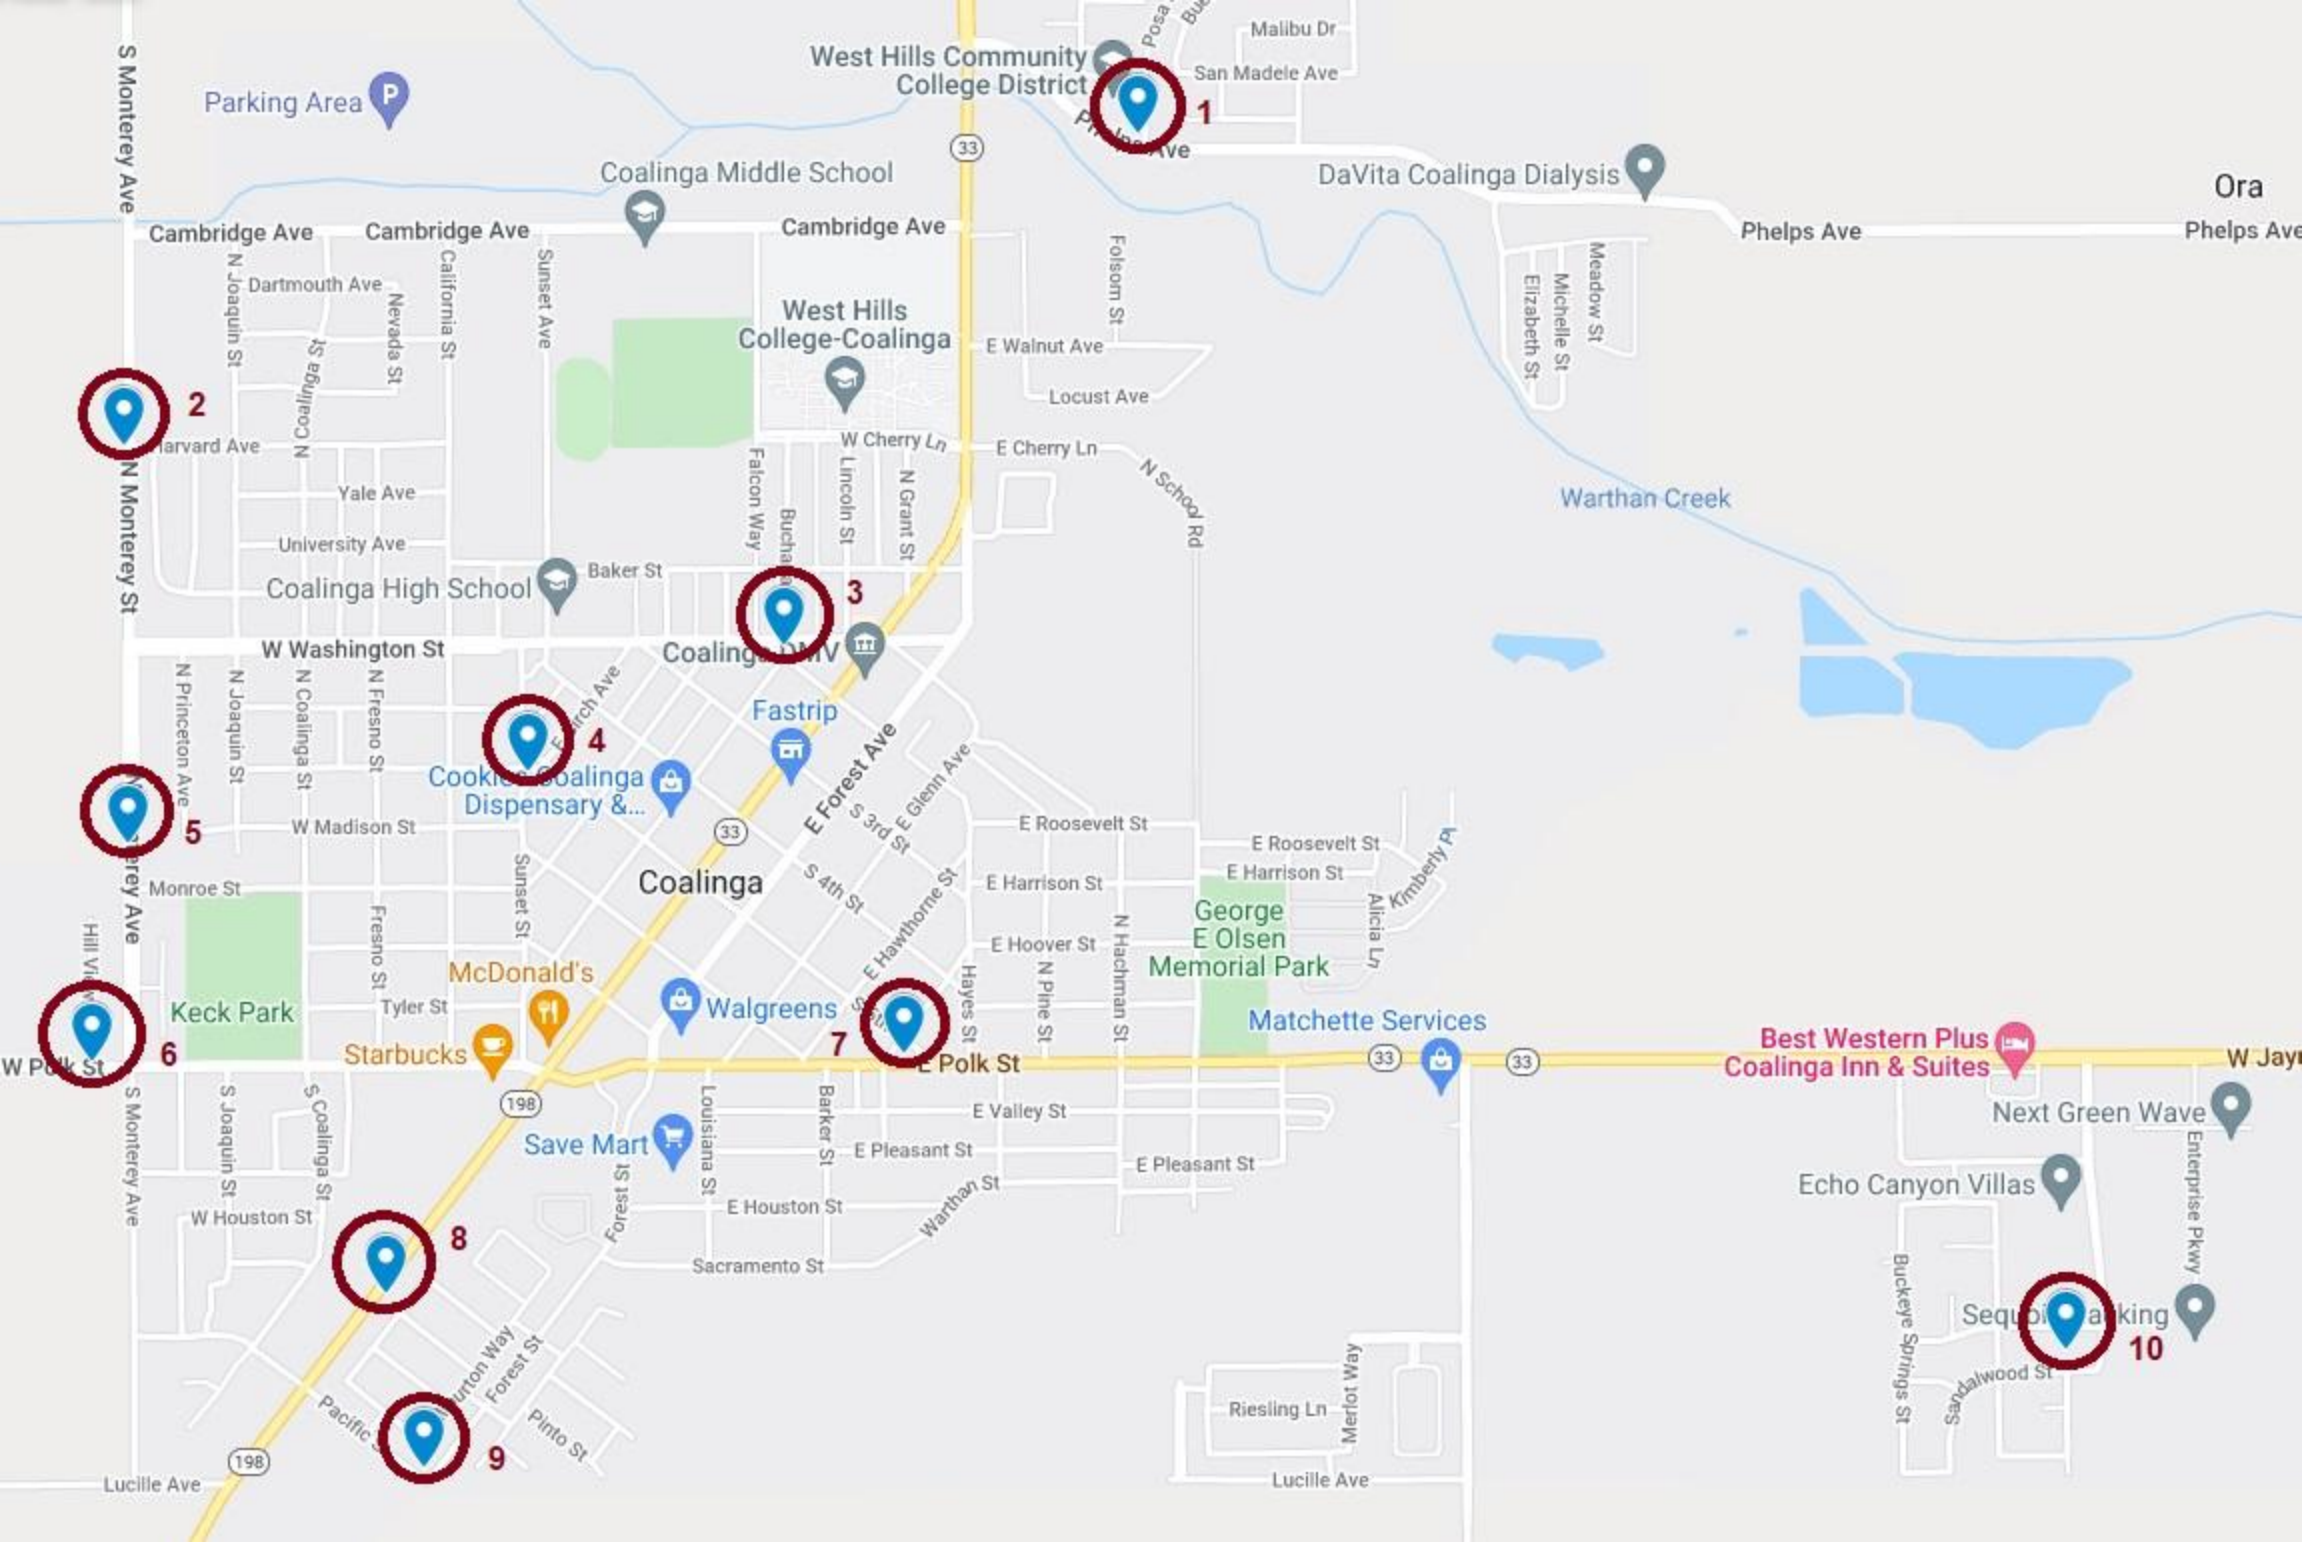 Malibu Dr
Posa
West Hills Community
College District
San Madele Ave
1
Parking Area
P
S Monterey Ave
33
Ave
Coalinga Middle School
DaVita Coalinga Dialysis
Ora
Cambridge Ave
Cambridge Ave
Cambridge Ave
Phelps Ave
Phelps Ave
N Joaquin St
Dartmouth Ave
Nevada St
California St
Sunset Ave
Folsom St
Elizabeth St
Michelle St
Meadow St
West Hills
College-Coalinga
E Walnut Ave
Locust Ave
N Coalinga St
2
Harvard Ave
W Cherry Ln
E Cherry Ln
N School Rd
Yale Ave
N Monterey St
Falcon Way
Lincoln St
N Grant St
Warthan Creek
University Ave
Baker St
Coalinga High School
3
W Washington St
Coalinga DMV
N Princeton Ave
N Joaquin St
N Coalinga St
N Fresno St
Fastrip
4
E Forest Ave
E Glenn Ave
Coalinga
Dispensary &...
S 3rd St
5
W Madison St
33
E Roosevelt St
E Roosevelt St
Kimberly Pl
E Harrison St
Coalinga
S 4th St
E Harrison St
Monroe St
Sunset St
George
E Olsen
Memorial Park
Alicia Ln
E Hawthorne St
E Hoover St
N Hachman St
Fresno St
McDonald's
Hayes St
N Pine St
Keck Park
Tyler St
Walgreens
Matchette Services
7
Starbucks
6
W Polk St
E Polk St
33
33
Best Western Plus
Coalinga Inn & Suites
W Jay
198
S Monterey Ave
S Joaquin St
S Coalinga St
Louisiana St
Barker St
E Valley St
Next Green Wave
Save Mart
E Pleasant St
E Pleasant St
Enterprise Pkwy
Echo Canyon Villas
Warthan St
W Houston St
E Houston St
Forest St
8
Sacramento St
Buckeye Springs St
10
Forest St
Merlot Way
Sandalwood St
Pacific
Pinto St
Riesling Ln
9
198
Lucille Ave
Lucille Ave